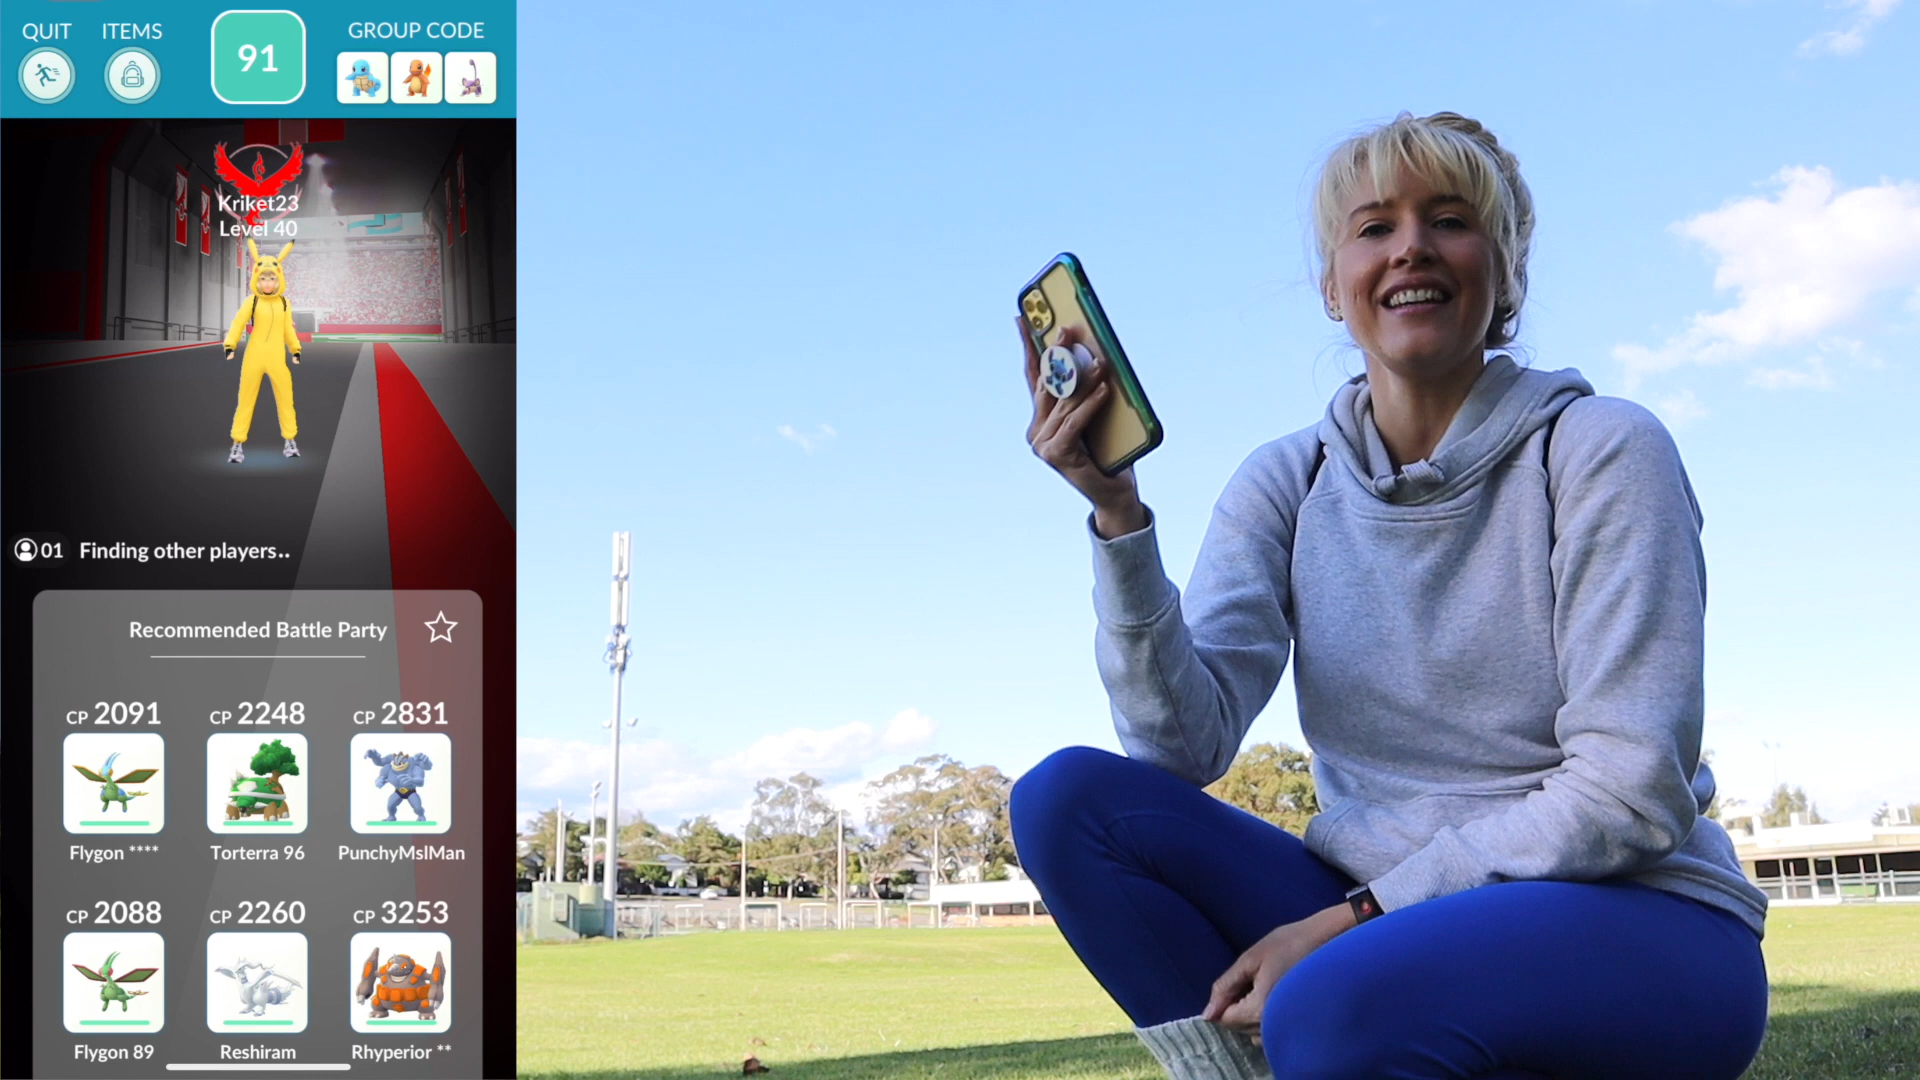 QUIT
ITEMS
91
GROUP CODE
Kriket23
Level 40
01 Finding other players..
Recommended Battle Party
CP 2091
CP 2248
CP 2831
Flygon ****
Torterra 96
PunchyMslMan
CP 2088
CP 2260
CP 3253
Flygon 89
Reshiram
Rhyperior **